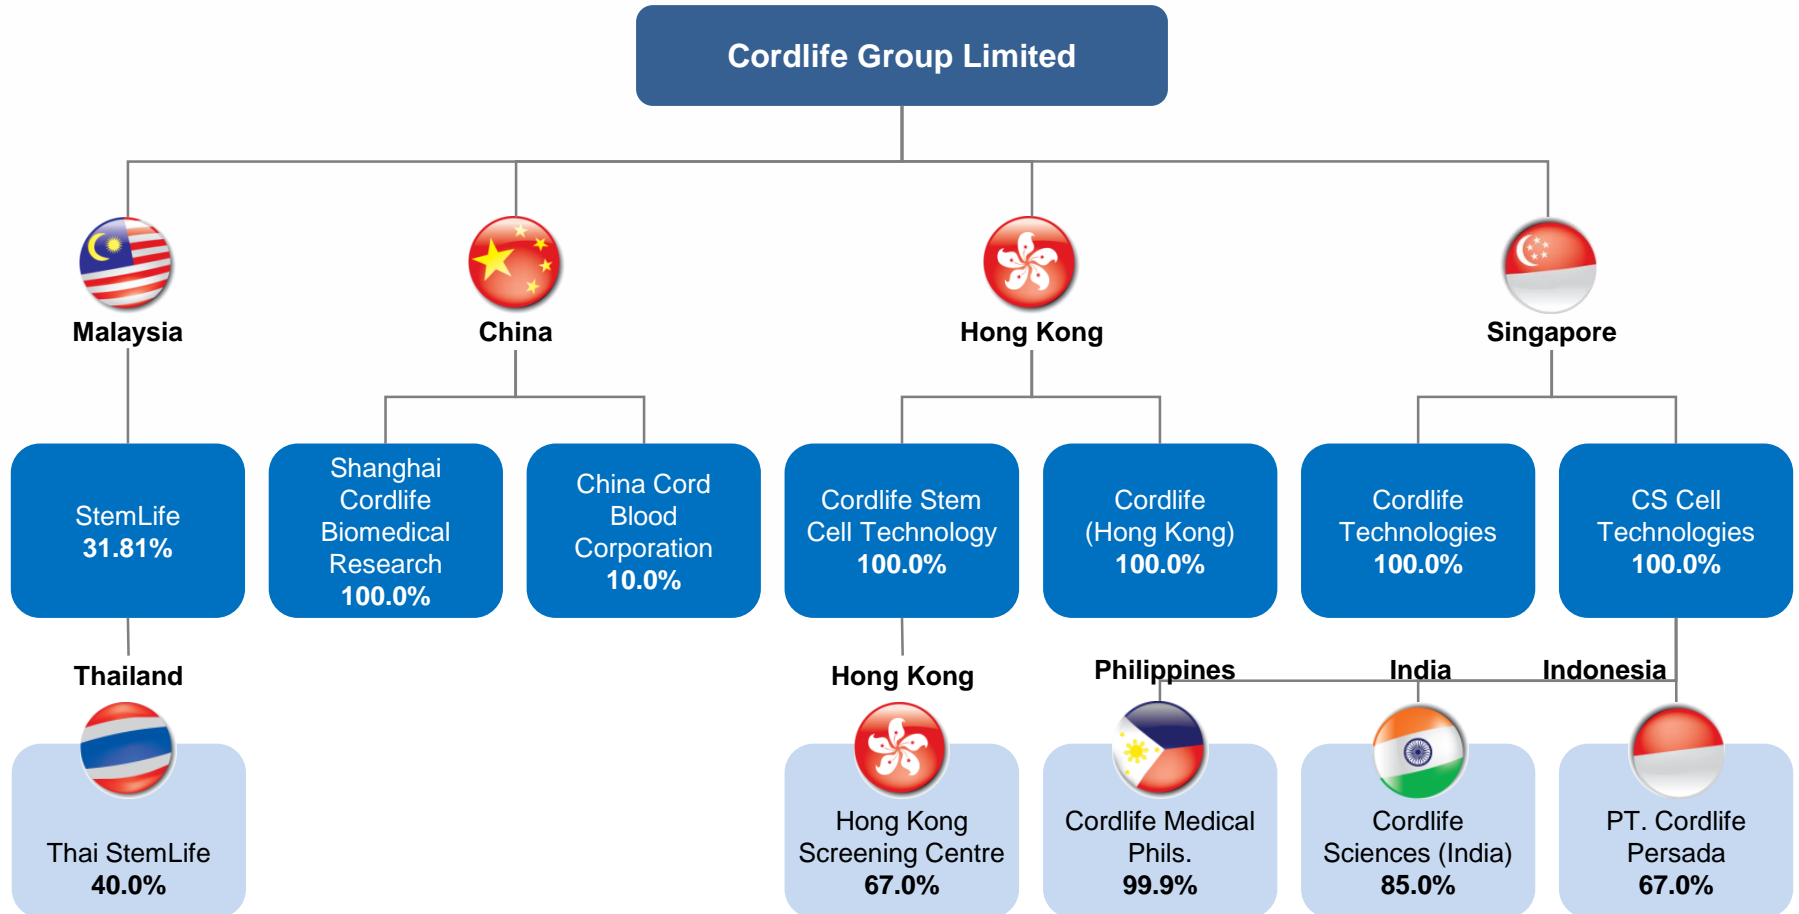 Cordlife Group Limited
Malaysia
China
Hong Kong
Singapore
StemLife
31.81%
Shanghai
Cordlife
Biomedical
Research
100.0%
China Cord
Blood
Corporation
10.0%
Cordlife Stem
Cell Technology
100.0%
Cordlife
(Hong Kong)
100.0%
Cordlife
Technologies
100.0%
CS Cell
Technologies
100.0%
Thailand
Hong Kong
Philippines
India
Indonesia
Thai StemLife
40.0%
Hong Kong
Screening Centre
67.0%
Cordlife Medical
Phils.
99.9%
Cordlife
Sciences (India)
85.0%
PT. Cordlife
Persada
67.0%